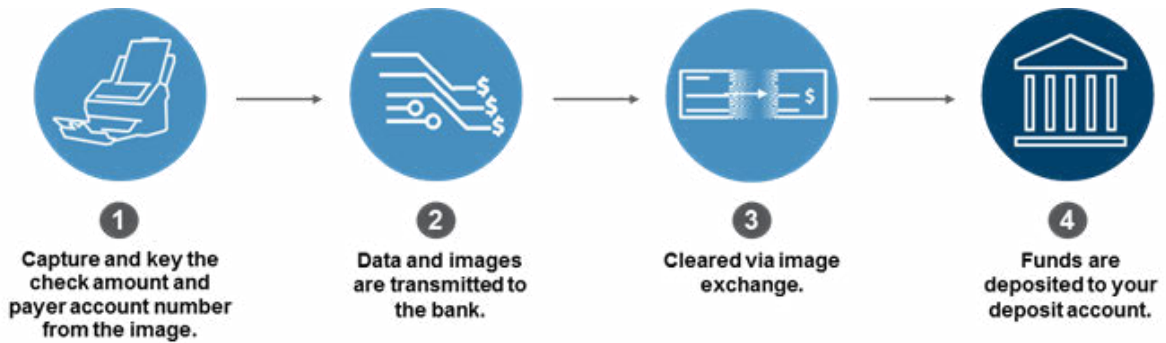 $
$
$
$
1
Capture and key the
check amount and
payer account number
from the image.
2
Data and images
are transmitted to
the bank.
3
Cleared via image
exchange.
4
Funds are
deposited to your
deposit account.